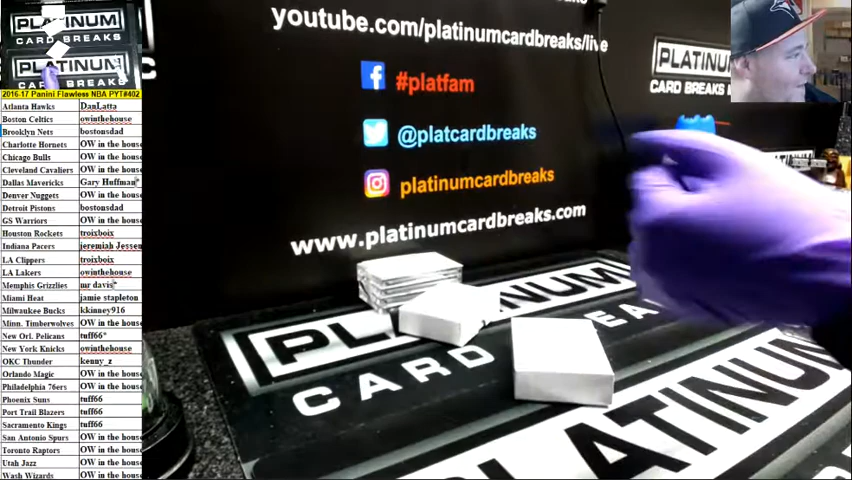 PLATINUM
CARD BREAKS
PLATINUM
CARD BREAKS
2016-17 Panini Flawless NBA PYT#402
Atlanta Hawks DanLatta
Boston Celtics owinthehouse
Brooklyn Nets bostonsdad
Charlotte Hornets OW in the house
Chicago Bulls OW in the house
Cleveland Cavaliers OW in the house
Dallas Mavericks Gary Huffman*
Denver Nuggets OW in the house
Detroit Pistons bostonsdad
GS Warriors OW in the house
Houston Rockets troixboix
Indiana Pacers jeremiah Jessen
LA Clippers troixboix
LA Lakers owinthehouse
Memphis Grizzlies mr davis*
Miami Heat jamie stapleton
Milwaukee Bucks kkinney916
Minn. Timberwolves OW in the house
New Orl. Pelicans tuff66*
New York Knicks owinthehouse
OKC Thunder kenny_z
Orlando Magic OW in the house
Philadelphia 76ers OW in the house
Phoenix Suns tuff66
Port Trail Blazers tuff66
Sacramento Kings tuff66
San Antonio Spurs OW in the house
Toronto Raptors OW in the house
Utah Jazz OW in the house
Wash Wizards OW in the house
youtube.com/platinumcardbreaks/live
#platfam
@platcardbreaks
platinumcardbreaks
www.platinumcardbreaks.com
PLATINUM
CARD BREAKS
PLATINUM
CARD BREA
PLATINUM